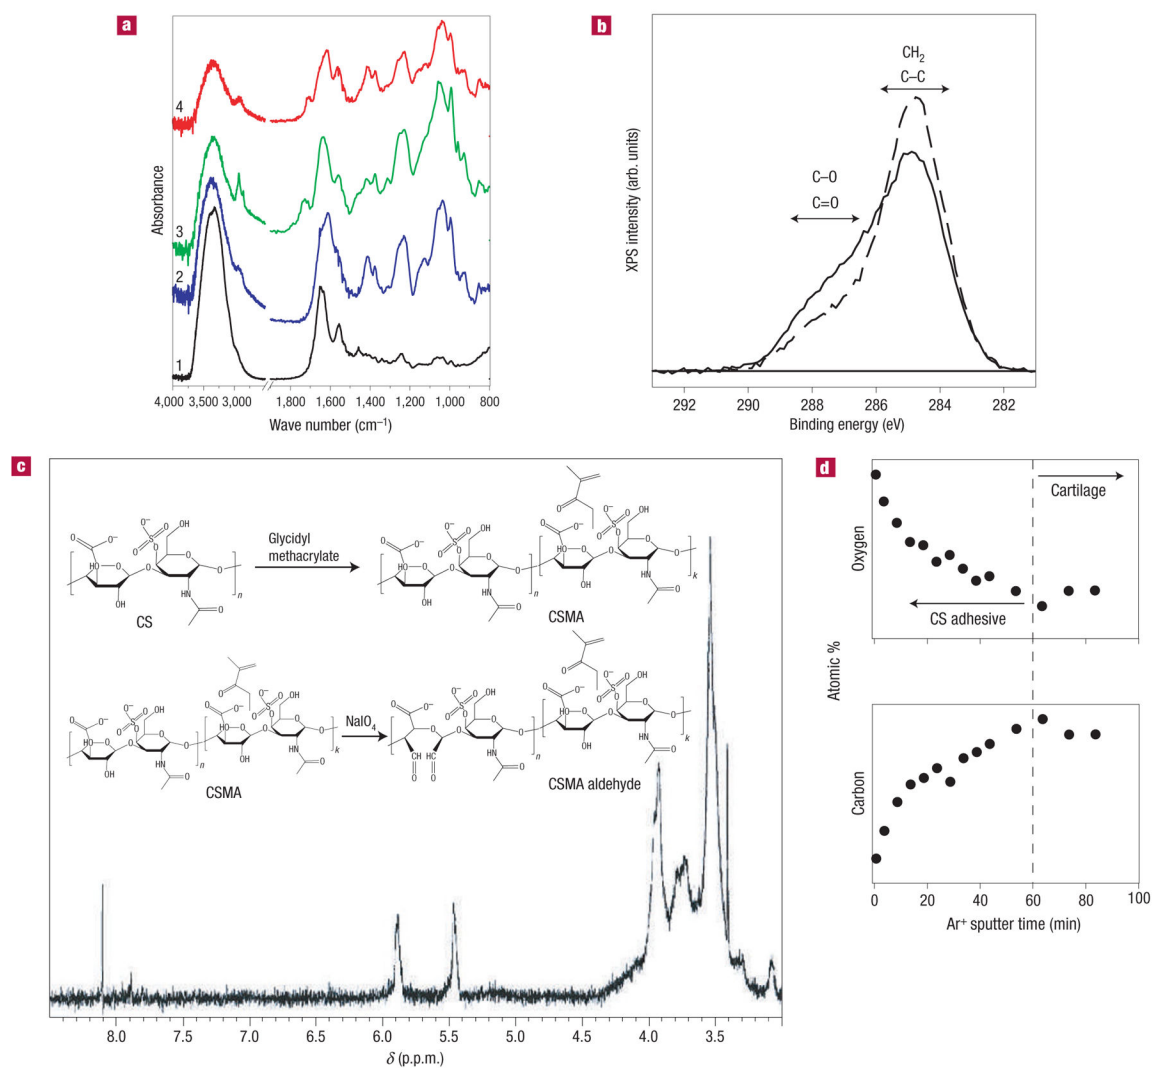 a
Absorbance
4
3
2
1
4,000 3,500 3,000 1,800 1,600 1,400 1,200 1,000 800
Wave number (cm⁻¹)
b
XPS intensity (arb. units)
CH₂
C–C
C–O
C=O
292 290 288 286 284 282
Binding energy (eV)
c
Glycidyl
methacrylate
CS
CSMA
NaIO₄
CSMA
CSMA aldehyde
8.0 7.5 7.0 6.5 6.0 5.5 5.0 4.5 4.0 3.5
δ (p.p.m.)
d
Cartilage
Oxygen
CS adhesive
Atomic %
Carbon
0 20 40 60 80 100
Ar⁺ sputter time (min)